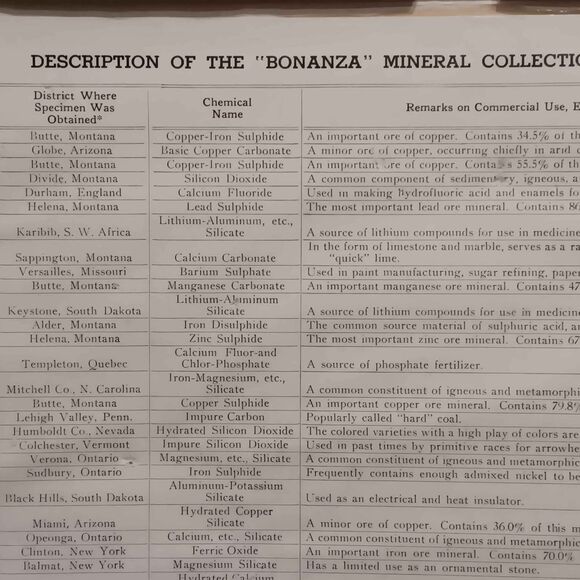 DESCRIPTION OF THE "BONANZA" MINERAL COLLECTIO
District Where Specimen Was Obtained* Chemical Name Remarks on Commercial Use, E
Butte, Montana Copper-Iron Sulphide An important ore of copper. Contains 34.5% of th
Globe, Arizona Basic Copper Carbonate A minor ore of copper, occurring chiefly in arid
Butte, Montana Copper-Iron Sulphide An important ore of copper. Contains 55.5% of th
Divide, Montana Silicon Dioxide A common component of sedimentary, igneous, a
Durham, England Calcium Fluoride Used in making hydrofluoric acid and enamels fo
Helena, Montana Lead Sulphide The most important lead ore mineral. Contains 86
Karibib, S. W. Africa Lithium-Aluminum, etc., Silicate A source of lithium compounds for use in medicine
Sappington, Montana Calcium Carbonate In the form of limestone and marble, serves as a ra "quick" lime.
Versailles, Missouri Barium Sulphate Used in paint manufacturing, sugar refining, paper
Butte, Montana Manganese Carbonate An important manganese ore mineral. Contains 47
Keystone, South Dakota Lithium-Aluminum Silicate A source of lithium compounds for use in medicine
Alder, Montana Iron Disulphide The common source material of sulphuric acid, an
Helena, Montana Zinc Sulphide The most important zinc ore mineral. Contains 67
Templeton, Quebec Calcium Fluor-and Chlor-Phosphate A source of phosphate fertilizer.
Mitchell Co., N. Carolina Iron-Magnesium, etc., Silicate A common constituent of igneous and metamorphic
Butte, Montana Copper Sulphide An important copper ore mineral. Contains 79.8%
Lehigh Valley, Penn. Impure Carbon Popularly called "hard" coal.
Humboldt Co., Nevada Hydrated Silicon Dioxide The colored varieties with a high play of colors are
Colchester, Vermont Impure Silicon Dioxide Used in past times by primitive races for arrowhe
Verona, Ontario Magnesium, etc., Silicate A common constituent of igneous and metamorphic
Sudbury, Ontario Iron Sulphide Frequently contains enough admixed nickel to be
Black Hills, South Dakota Aluminum-Potassium Silicate Used as an electrical and heat insulator.
Miami, Arizona Hydrated Copper Silicate A minor ore of copper. Contains 36.0% of this m
Opeonga, Ontario Calcium, etc., Silicate A common constituent of igneous and metamorphic
Clinton, New York Ferric Oxide An important iron ore mineral. Contains 70.0%
Balmat, New York Magnesium Silicate Has a limited use as an ornamental stone.
Hydrated Calcium